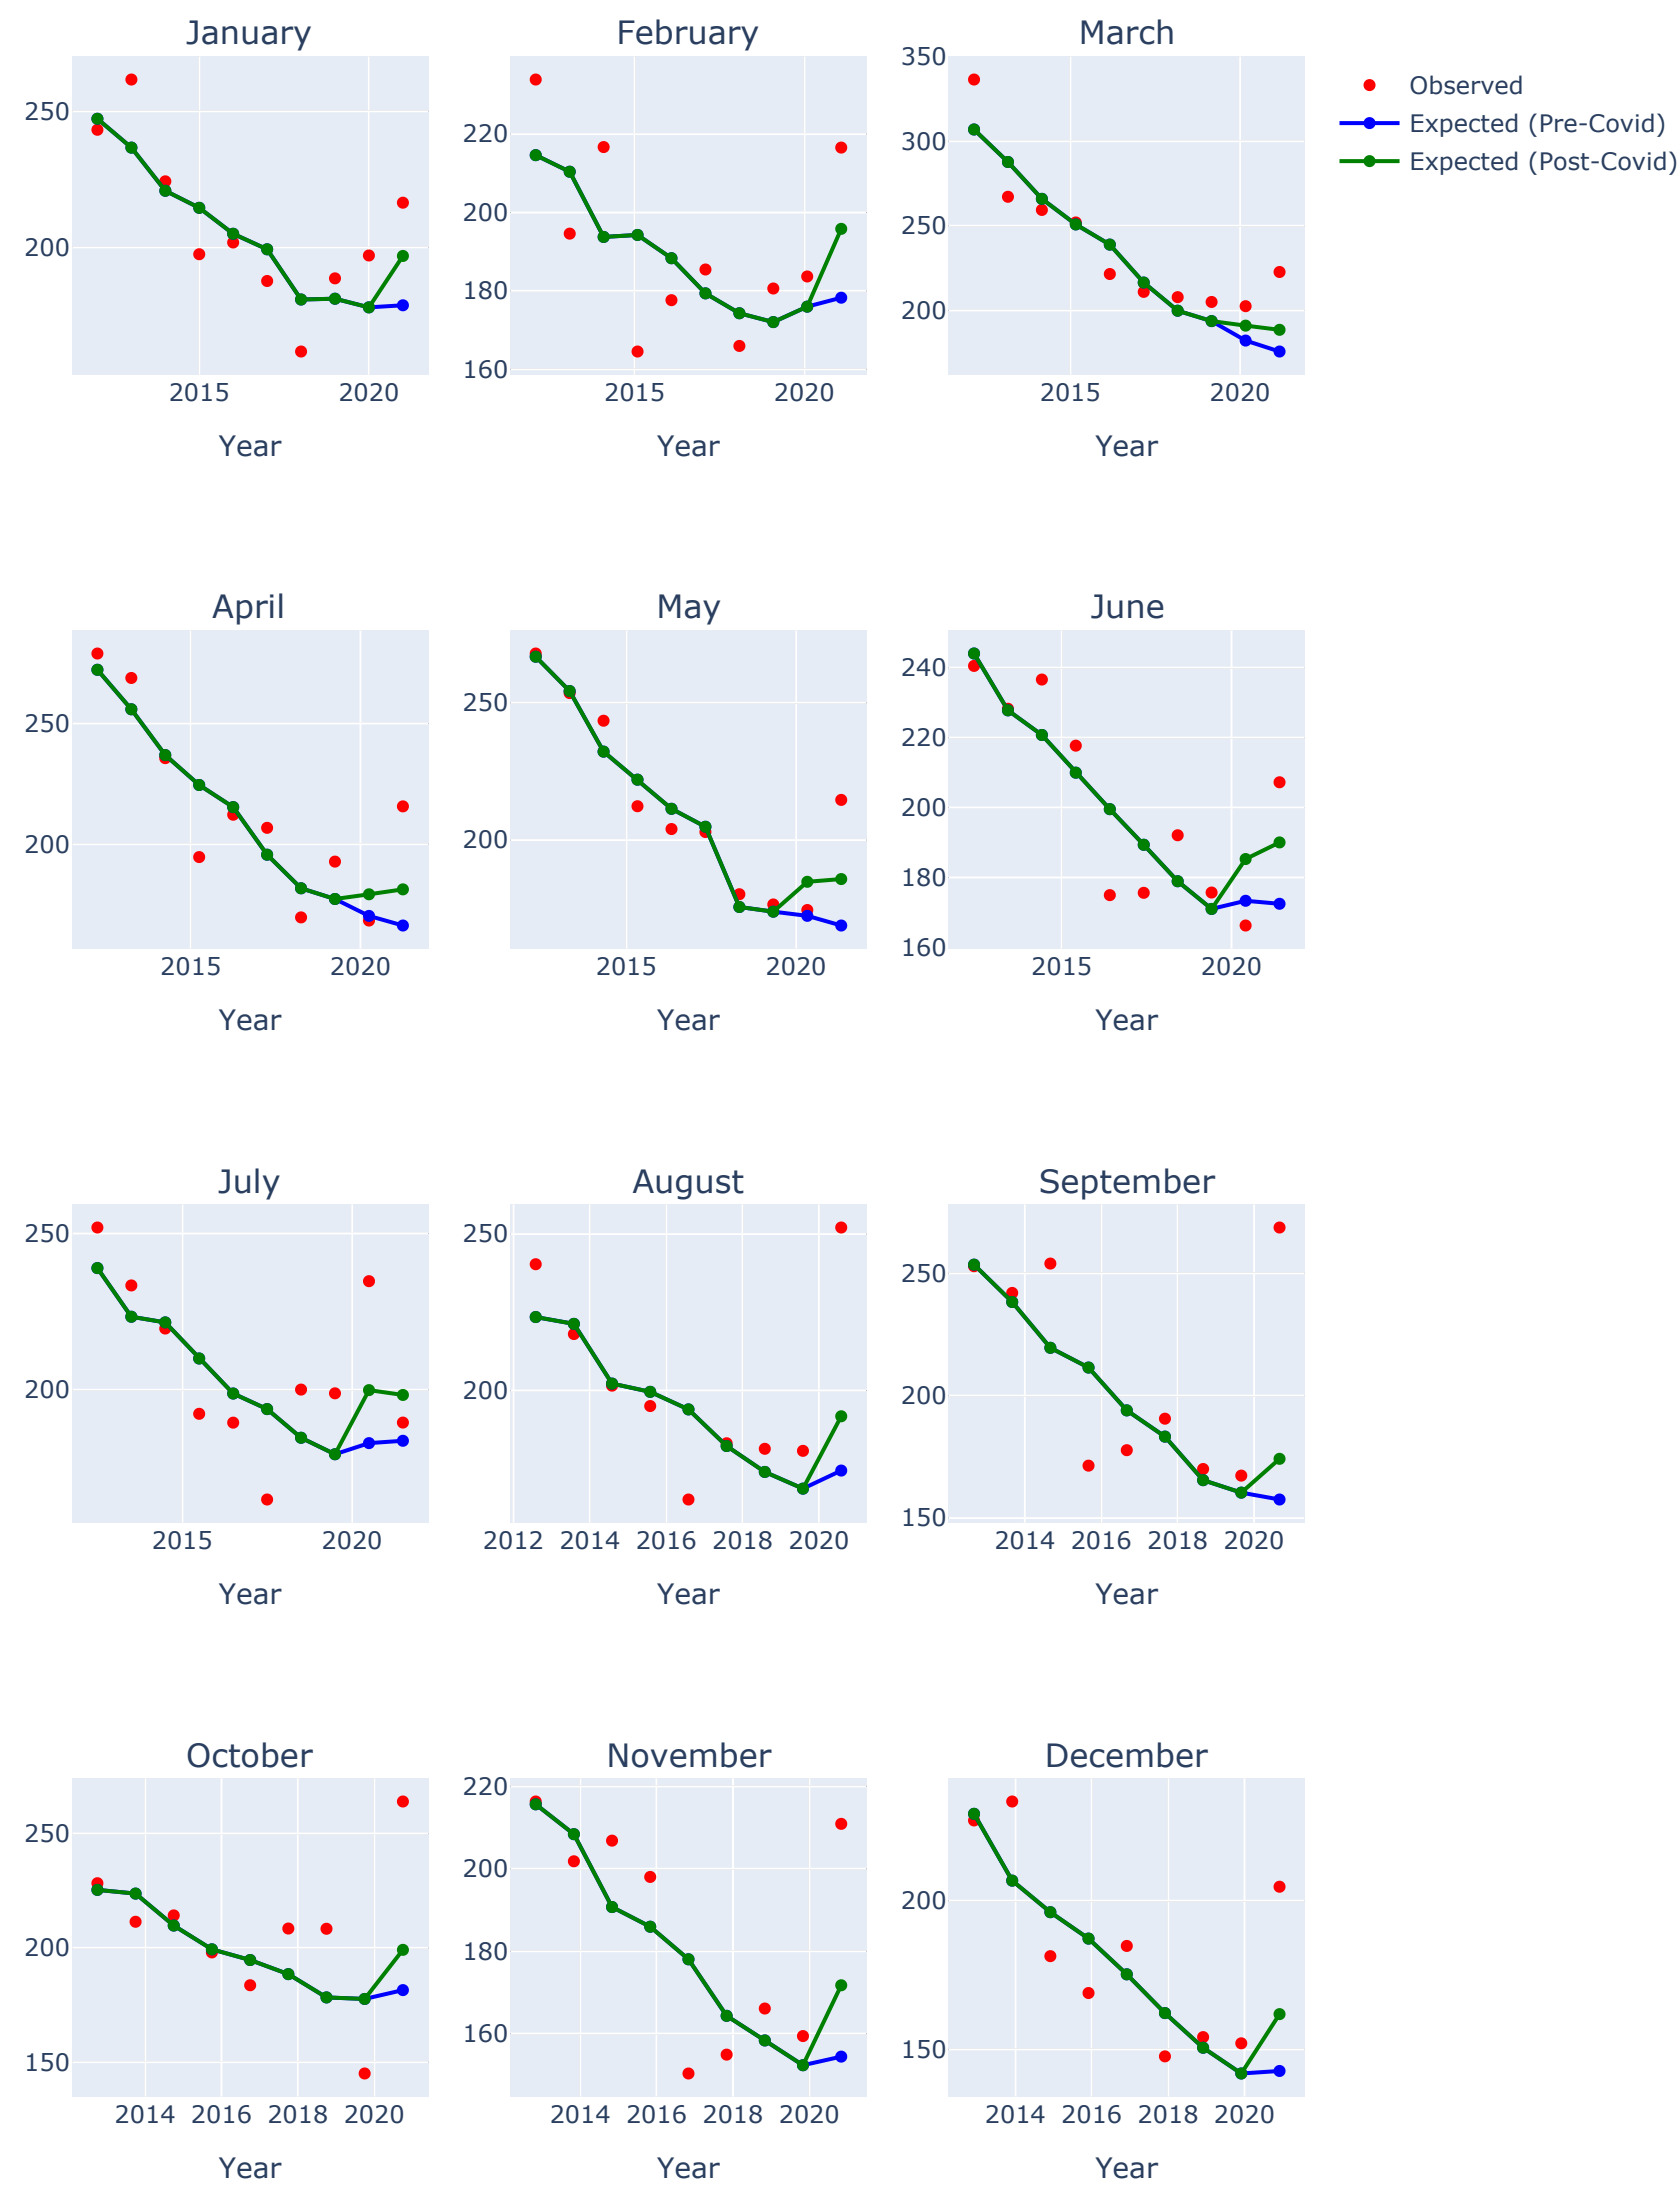 January February March
350
250
220
300
200
250
200
180
200
160
2015 2020 2015 2020 2015 2020
Year Year Year
Observed
Expected (Pre-Covid)
Expected (Post-Covid)
April May June
240
250
250
220
200
200
200
180
160
2015 2020 2015 2020 2015 2020
Year Year Year
July August September
250
250
250
200
200
200
150
2015 2020 2012 2014 2016 2018 2020 2014 2016 2018 2020
Year Year Year
October November December
220
250
200
200
200
180
150
160
150
2014 2016 2018 2020 2014 2016 2018 2020 2014 2016 2018 2020
Year Year Year